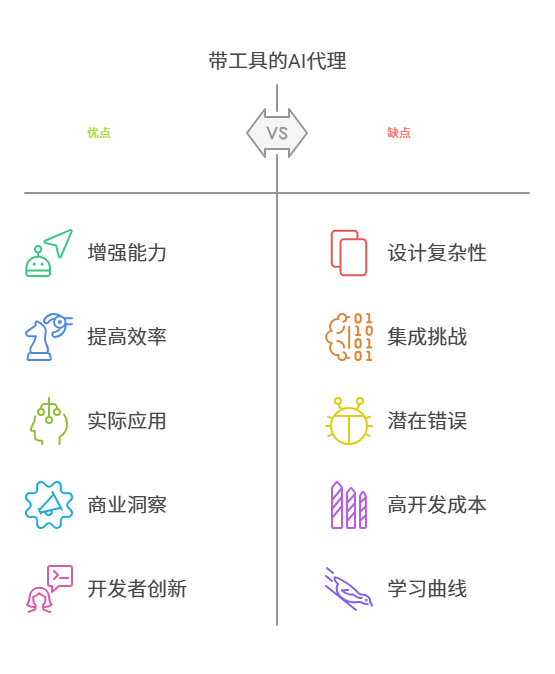 带工具的AI代理
优点
VS
缺点
增强能力
设计复杂性
提高效率
01
10
01
01
集成挑战
实际应用
潜在错误
商业洞察
高开发成本
开发者创新
学习曲线